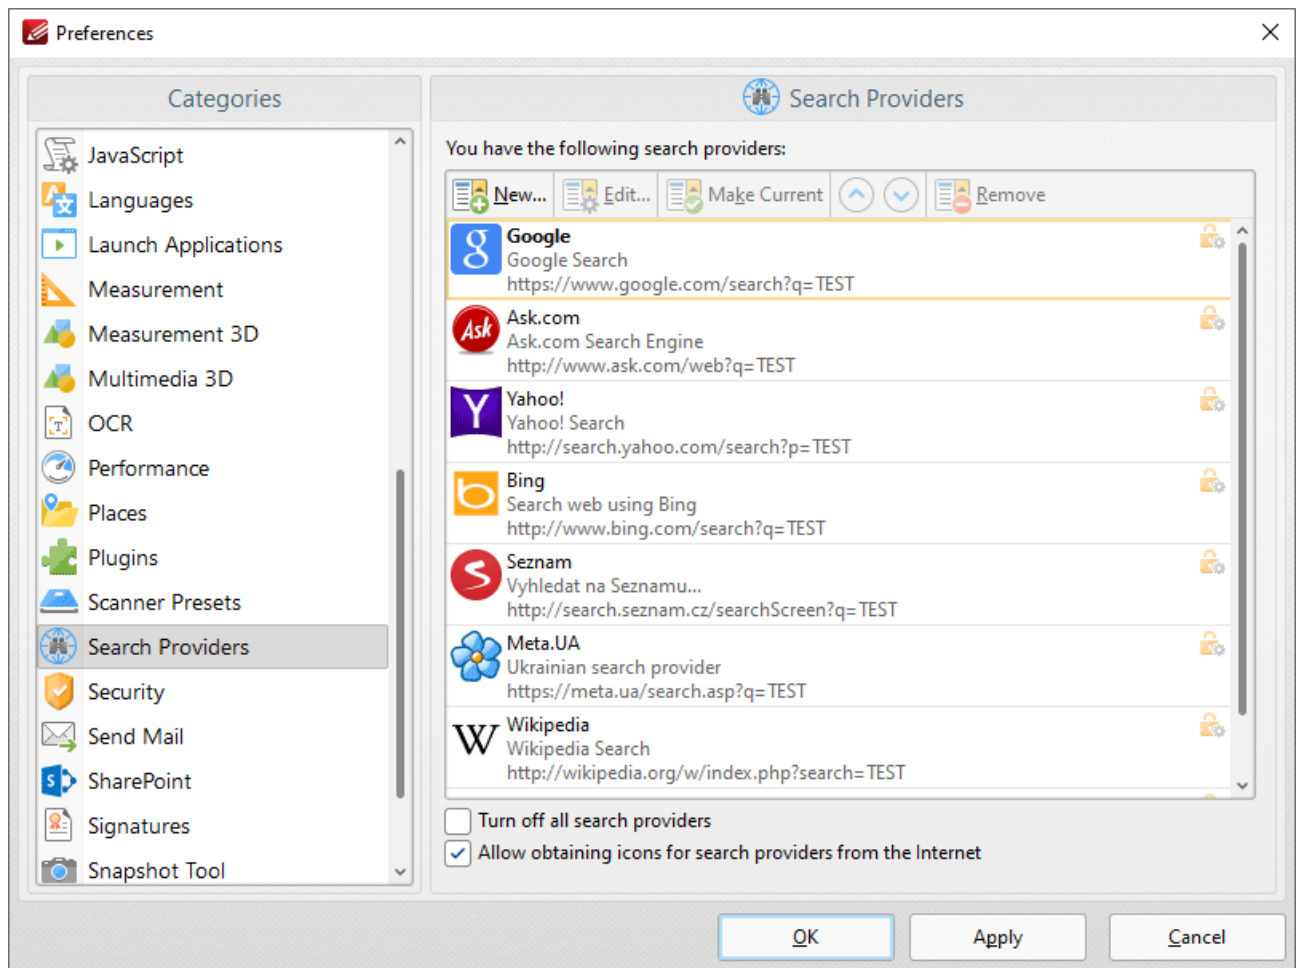 Preferences
Categories
JavaScript
Languages
Launch Applications
Measurement
Measurement 3D
Multimedia 3D
OCR
Performance
Places
Plugins
Scanner Presets
Search Providers
Security
Send Mail
SharePoint
Signatures
Snapshot Tool
Search Providers
You have the following search providers:
New... Edit... Make Current Remove
g
Google
Google Search
https://www.google.com/search?q=TEST
Ask
Ask.com
Ask.com Search Engine
http://www.ask.com/web?q=TEST
Y
Yahoo!
Yahoo! Search
http://search.yahoo.com/search?p=TEST
b
Bing
Search web using Bing
http://www.bing.com/search?q=TEST
S
Seznam
Vyhledat na Seznamu...
http://search.seznam.cz/searchScreen?q=TEST
Meta.UA
Ukrainian search provider
https://meta.ua/search.asp?q=TEST
W
Wikipedia
Wikipedia Search
http://wikipedia.org/w/index.php?search=TEST
Turn off all search providers
Allow obtaining icons for search providers from the Internet
OK Apply Cancel